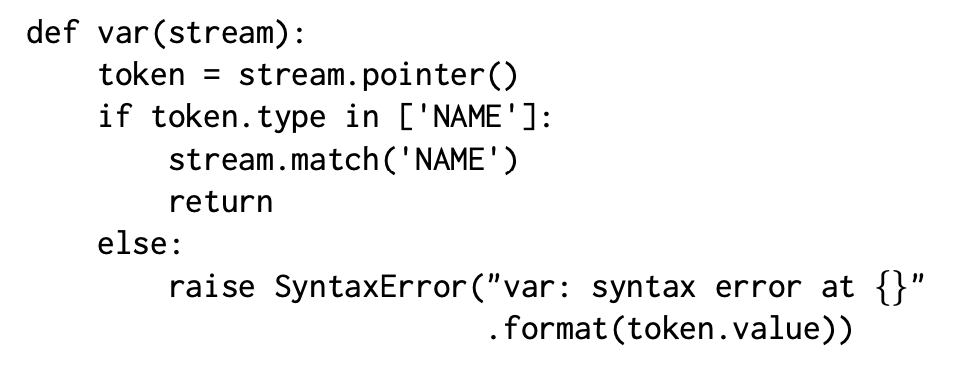 def var(stream):
    token = stream.pointer()
    if token.type in ['NAME']:
        stream.match('NAME')
        return
    else:
        raise SyntaxError("var: syntax error at {}"
                          .format(token.value))